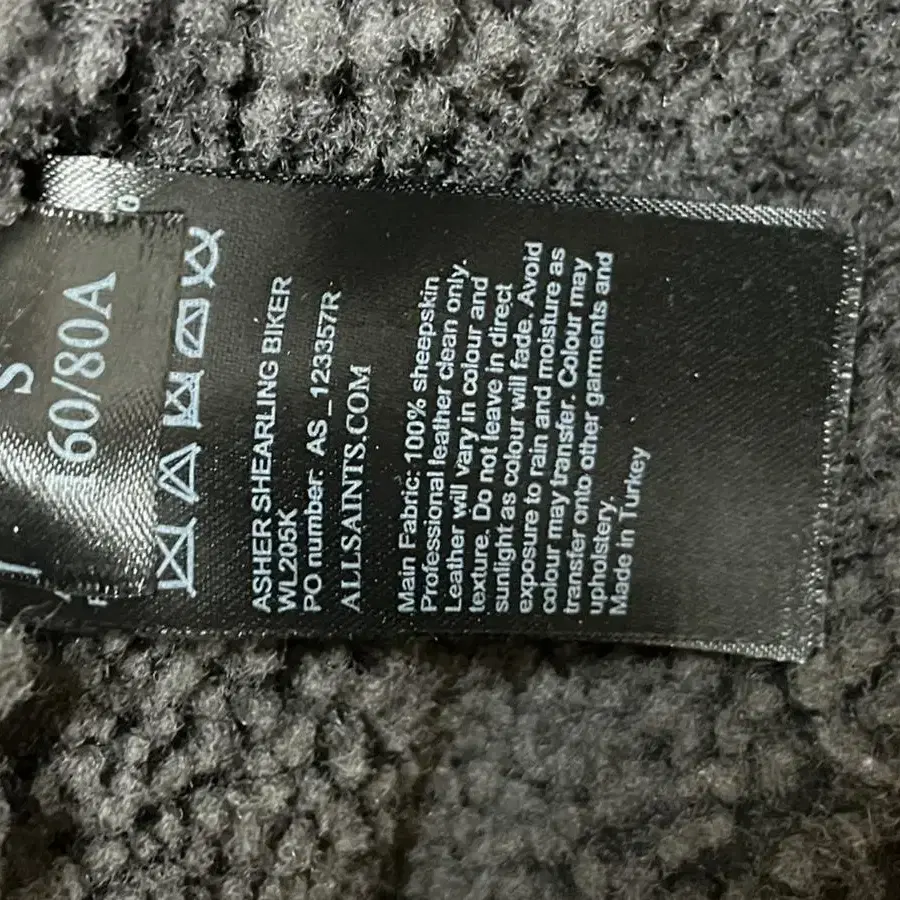 S
160/80A
ASHER SHEARLING BIKER
WL205K
PO number: AS_123357R
ALLSAINTS.COM
Main Fabric: 100% sheepskin
Professional leather clean only.
Leather will vary in colour and
texture. Do not leave in direct
sunlight as colour will fade. Avoid
exposure to rain and moisture as
colour may transfer. Colour may
transfer onto other garments and
upholstery.
Made in Turkey